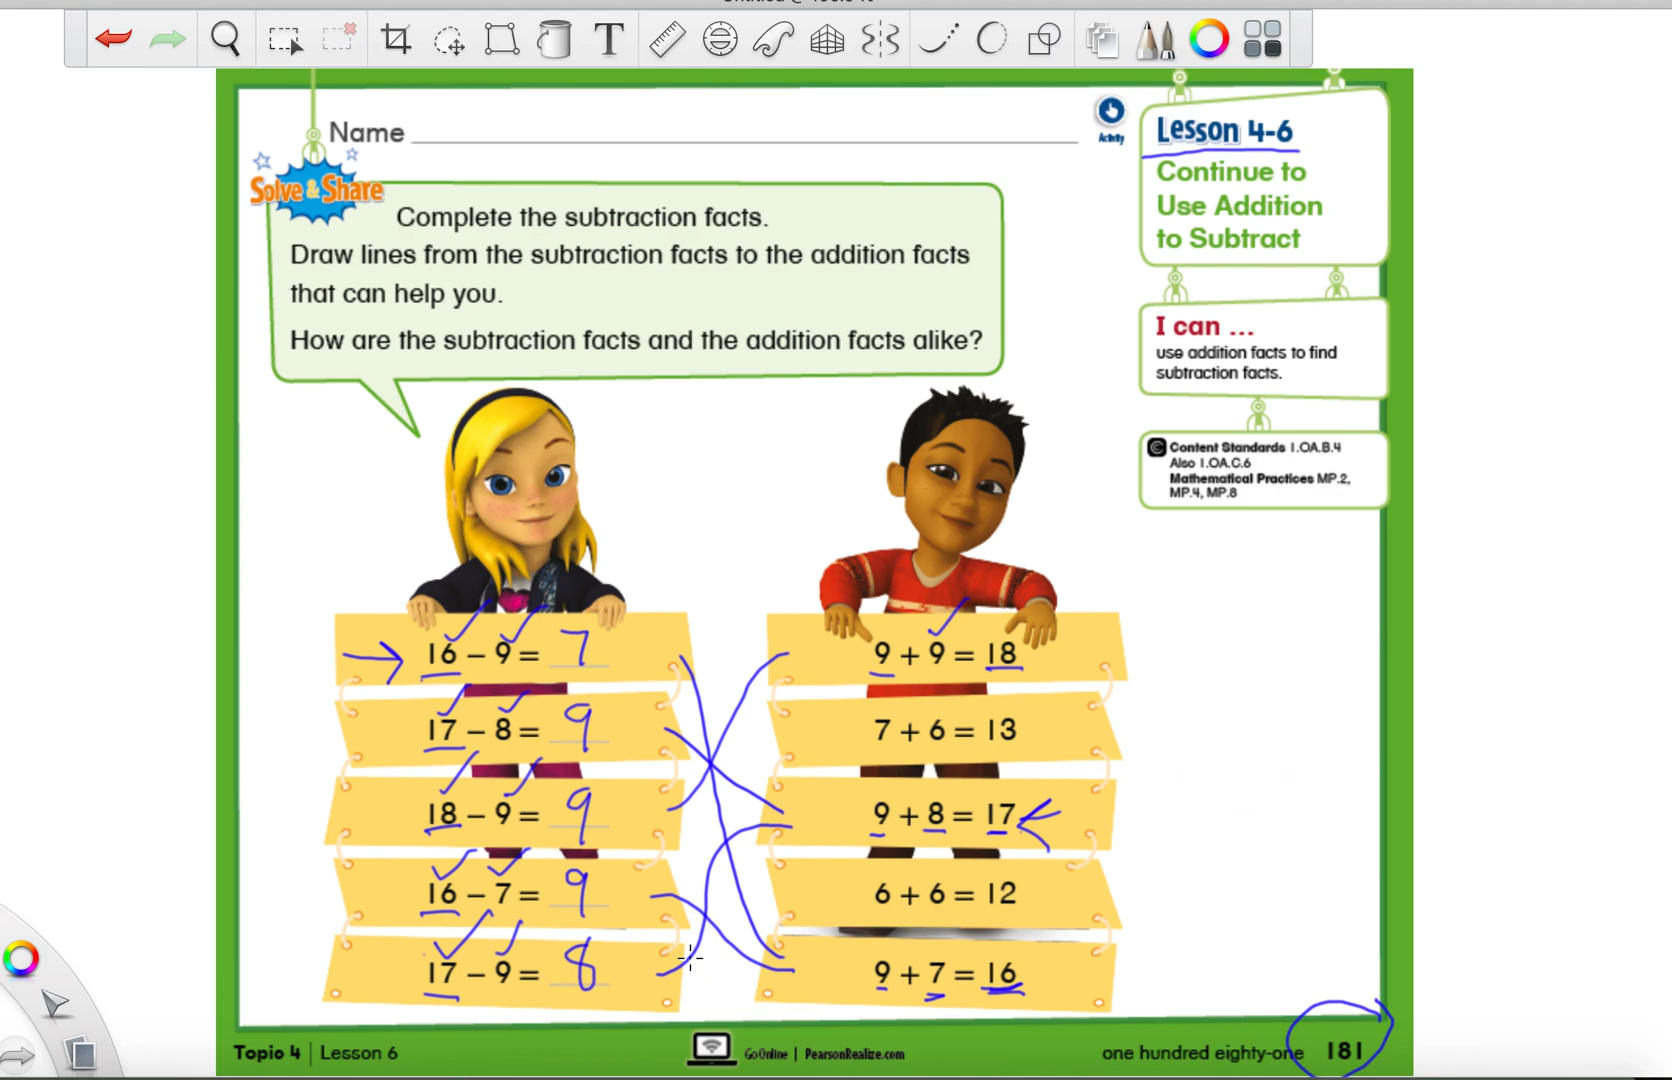 Name
Activity
Lesson 4-6
Continue to
Use Addition
to Subtract
Solve & Share
Complete the subtraction facts.
Draw lines from the subtraction facts to the addition facts
that can help you.
How are the subtraction facts and the addition facts alike?
I can ...
use addition facts to find
subtraction facts.
Content Standards 1.OA.B.4
Also 1.OA.C.6
Mathematical Practices MP.2,
MP.4, MP.8
16 – 9 = 7
17 – 8 = 9
18 – 9 = 9
16 – 7 = 9
17 – 9 = 8
9 + 9 = 18
7 + 6 = 13
9 + 8 = 17
6 + 6 = 12
9 + 7 = 16
Topic 4 | Lesson 6
Go Online | PearsonRealize.com
one hundred eighty-one 181